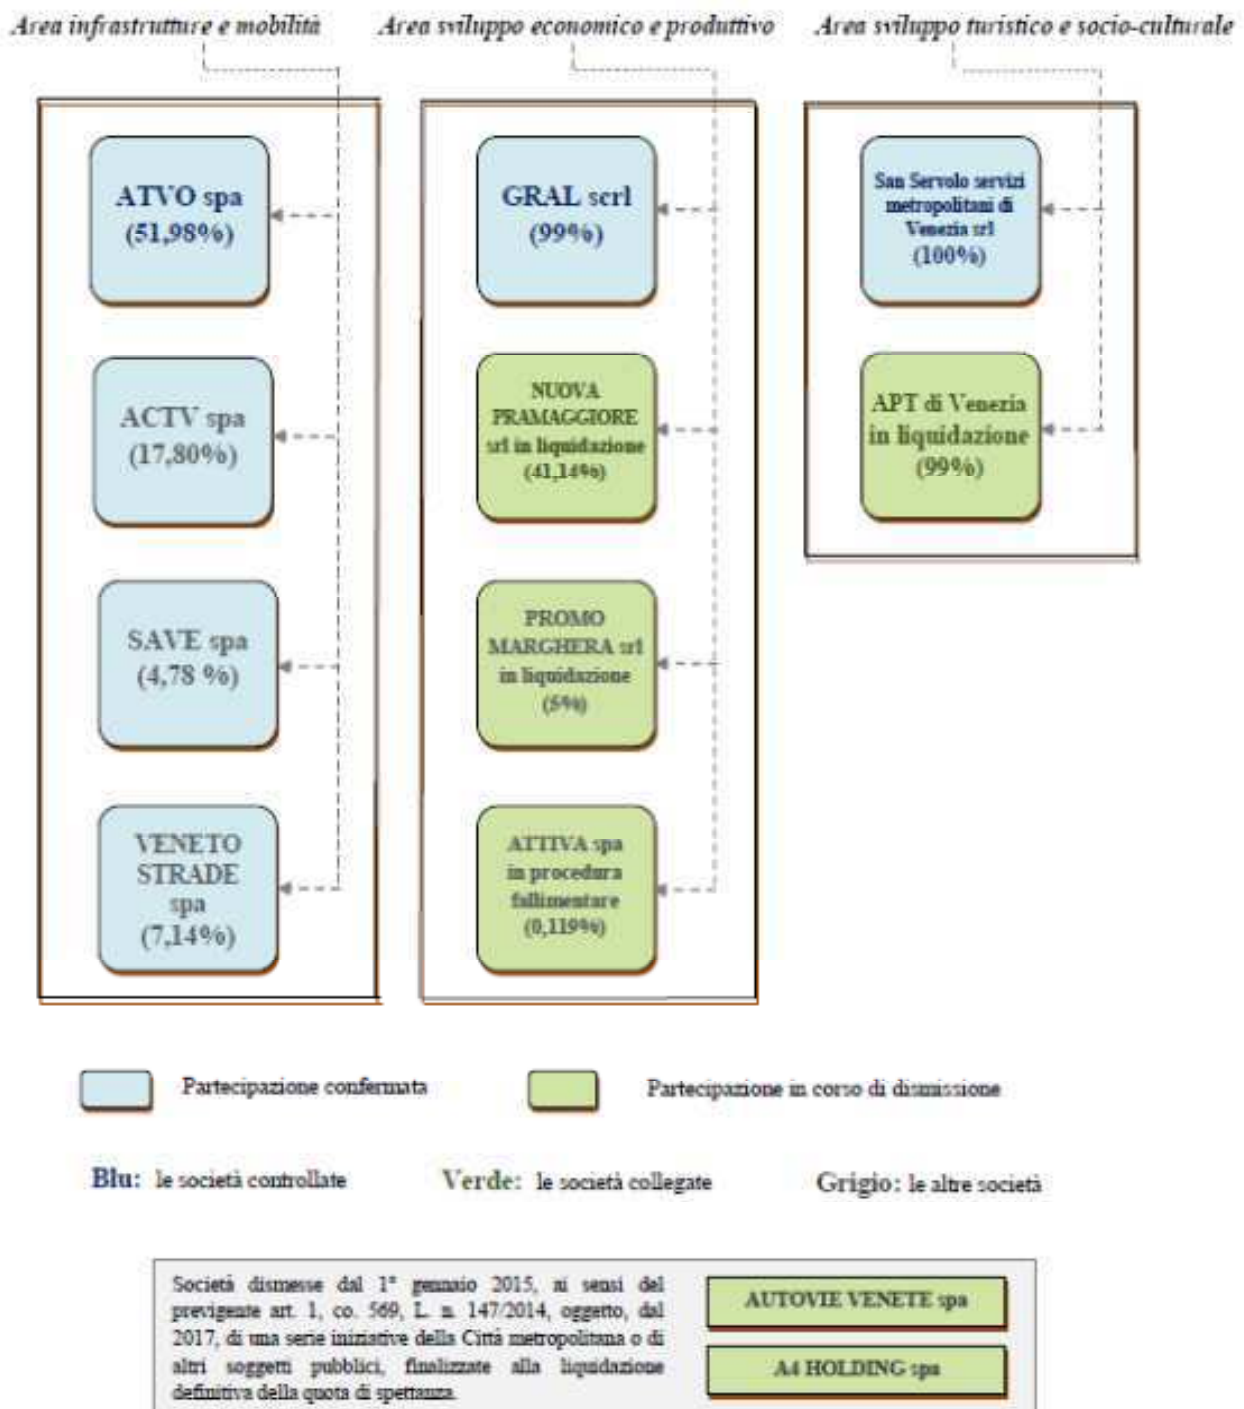 Area infrastrutture e mobilità
Area sviluppo economico e produttivo
Area sviluppo turistico e socio-culturale
ATVO spa
(51,98%)
ACTV spa
(17,80%)
SAVE spa
(4,78 %)
VENETO
STRADE
spa
(7,14%)
GRAL scrl
(99%)
NUOVA
PRAMAGGIORE
srl in liquidazione
(41,14%)
PROMO
MARGHERA srl
in liquidazione
(5%)
ATTIVA spa
in procedura
fallimentare
(0,119%)
San Servolo servizi
metropolitani di
Venezia srl
(100%)
APT di Venezia
in liquidazione
(99%)
Partecipazione confermata
Partecipazione in corso di dismissione
Blu: le società controllate
Verde: le società collegate
Grigio: le altre società
Società dismesse dal 1° gennaio 2015, ai sensi del
previgente art. 1, co. 569, L. n. 147/2014, oggetto, dal
2017, di una serie iniziative della Città metropolitana o di
altri soggetti pubblici, finalizzate alla liquidazione
definitiva della quota di spettanza.
AUTOVIE VENETE spa
A4 HOLDING spa